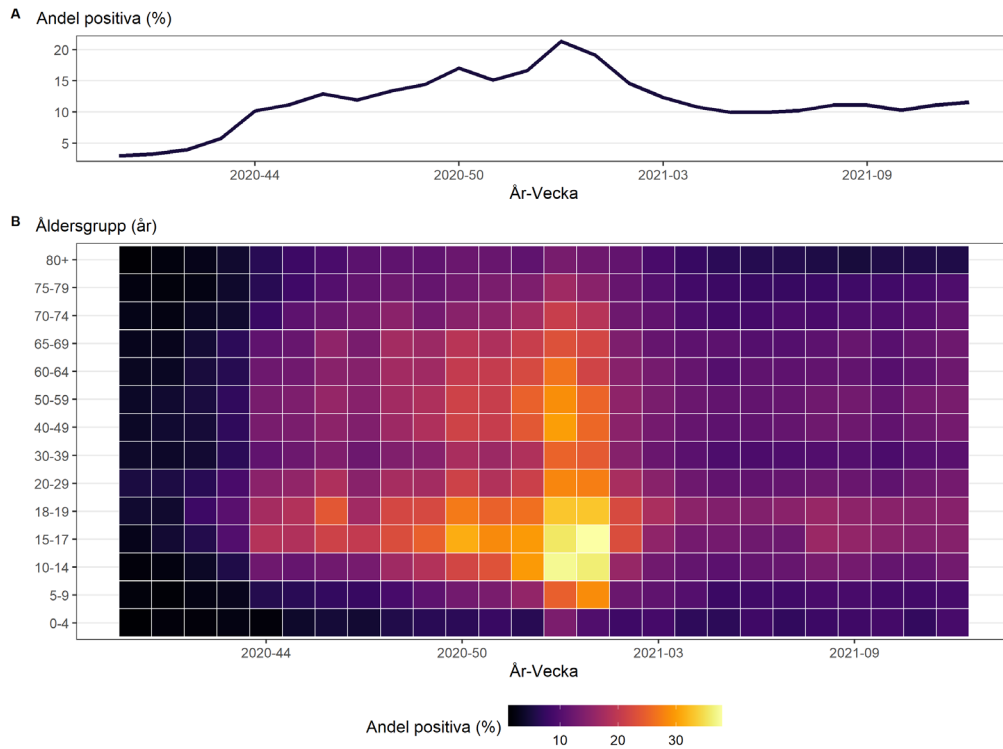 A Andel positiva (%)
20
15
10
5
2020-44 2020-50 2021-03 2021-09
År-Vecka
B Åldersgrupp (år)
80+
75-79
70-74
65-69
60-64
50-59
40-49
30-39
20-29
18-19
15-17
10-14
5-9
0-4
2020-44 2020-50 2021-03 2021-09
År-Vecka
Andel positiva (%)
10 20 30